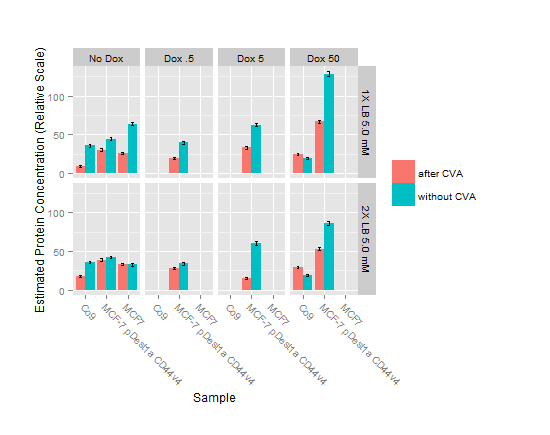 No Dox
Dox .5
Dox 5
Dox 50
Estimated Protein Concentration (Relative Scale)
100
50
0
1X LB 5.0 mM
100
50
0
2X LB 5.0 mM
after CVA
without CVA
Co9
MCF-7 pDest1a CD44v4
MCF7
Co9
MCF-7 pDest1a CD44v4
MCF7
Co9
MCF-7 pDest1a CD44v4
MCF7
Co9
MCF-7 pDest1a CD44v4
MCF7
Sample